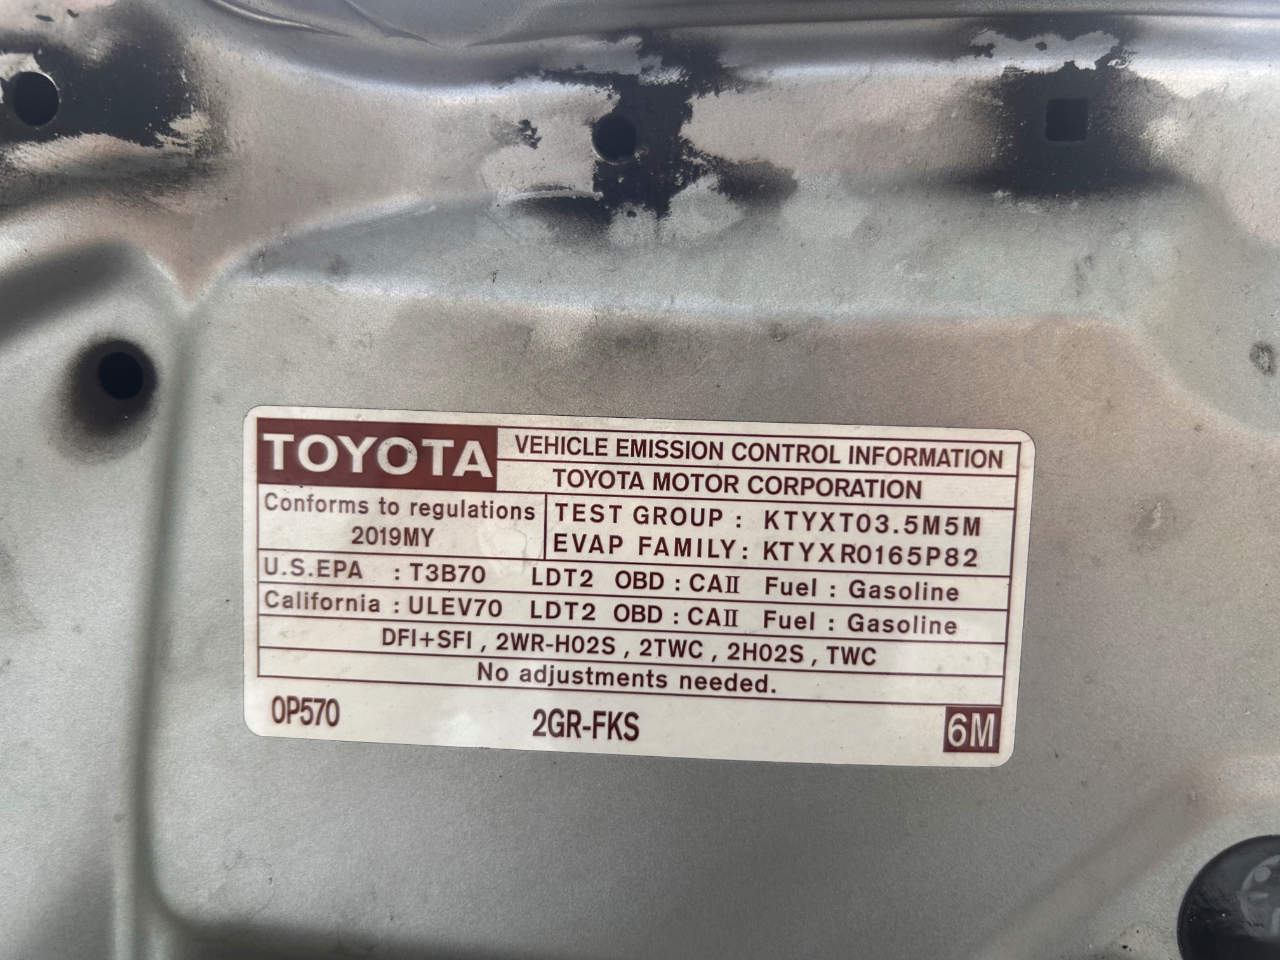 TOYOTA VEHICLE EMISSION CONTROL INFORMATION
TOYOTA MOTOR CORPORATION
Conforms to regulations
2019MY
TEST GROUP : KTYXT03.5M5M
EVAP FAMILY: KTYXR0165P82
U.S.EPA : T3B70 LDT2 OBD : CAII Fuel : Gasoline
California : ULEV70 LDT2 OBD : CAII Fuel : Gasoline
DFI+SFI , 2WR-HO2S , 2TWC , 2HO2S , TWC
No adjustments needed.
0P570 2GR-FKS 6M